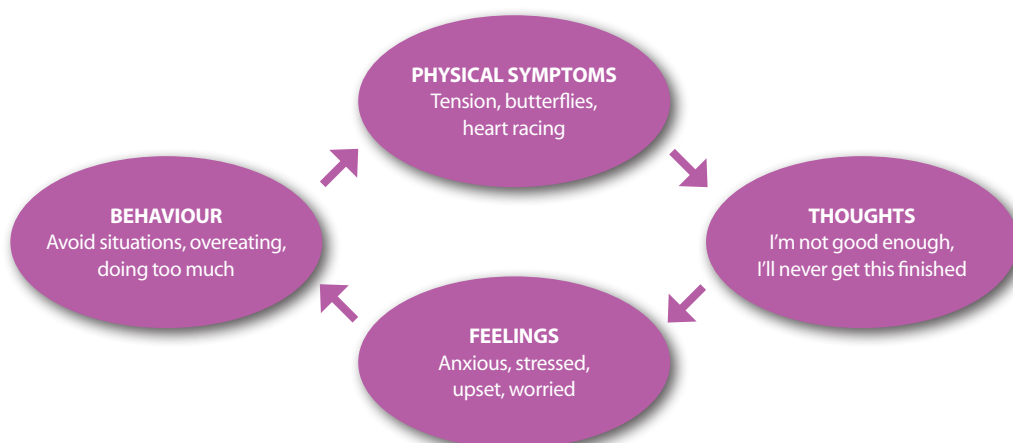 PHYSICAL SYMPTOMS
Tension, butterflies,
heart racing
BEHAVIOUR
Avoid situations, overeating,
doing too much
THOUGHTS
I'm not good enough,
I'll never get this finished
FEELINGS
Anxious, stressed,
upset, worried